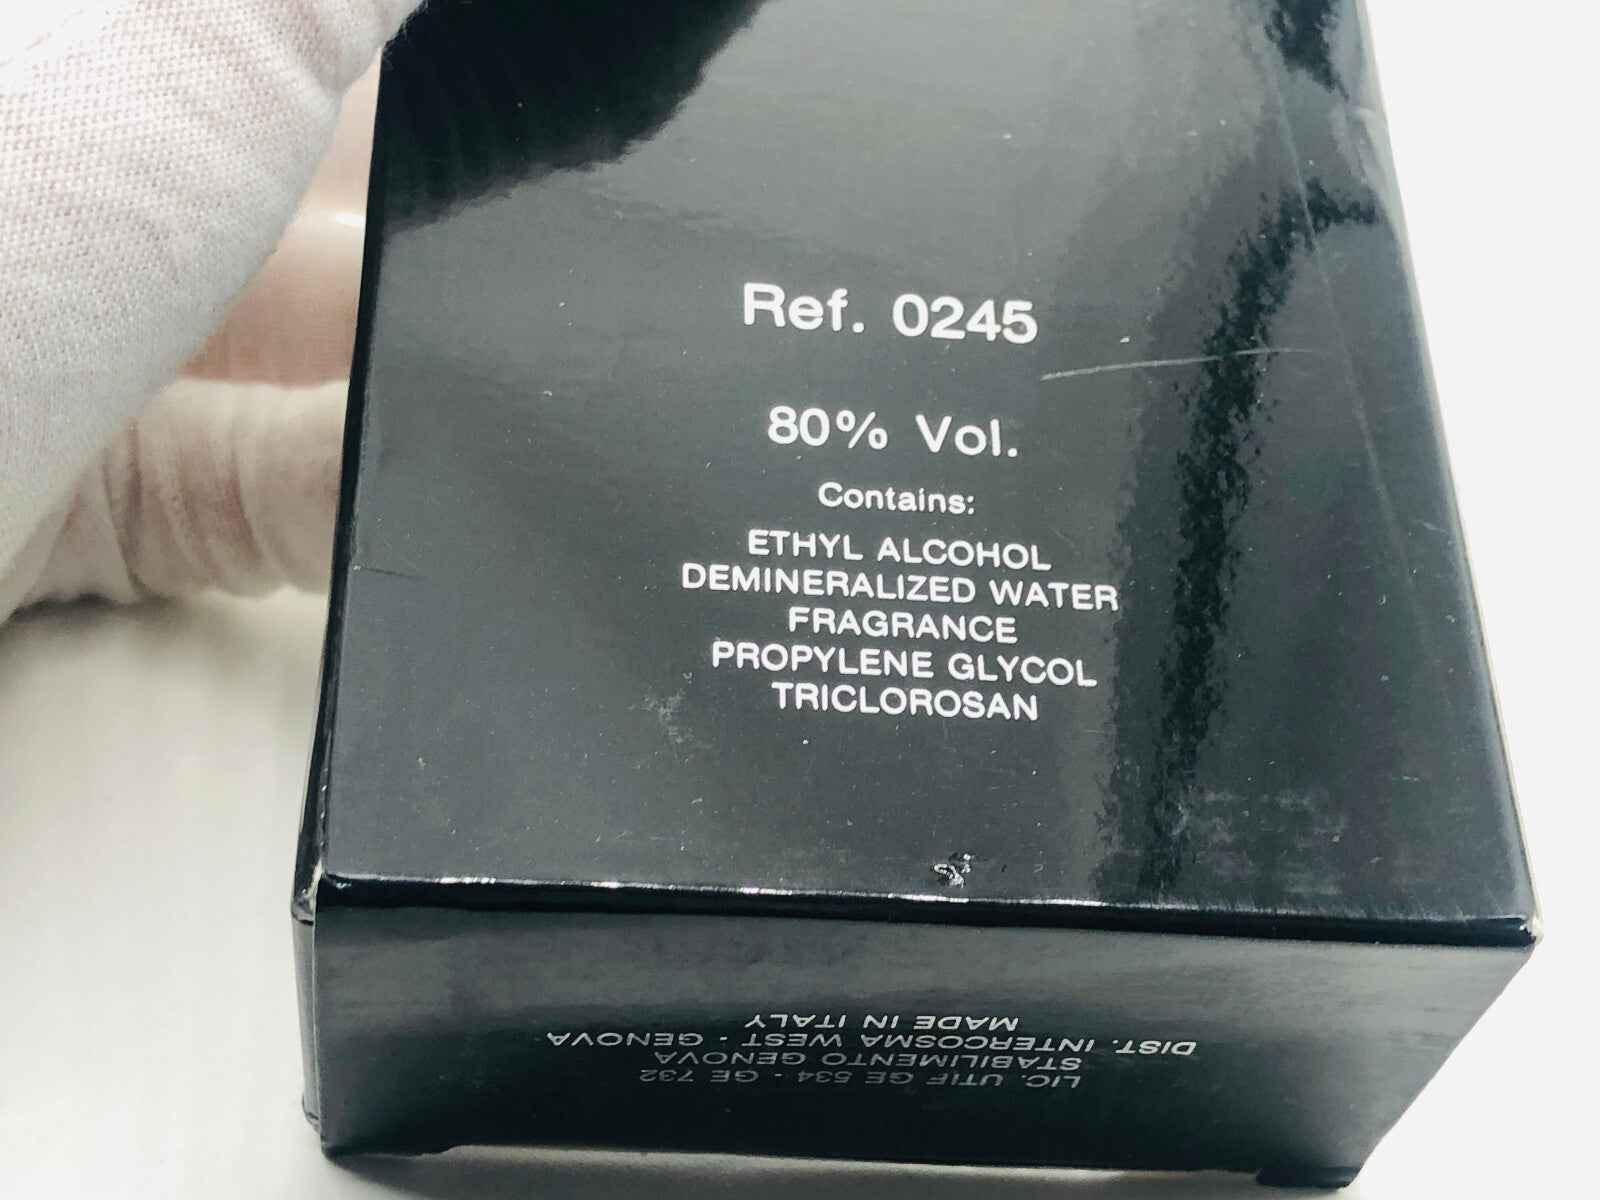 Ref. 0245
80% Vol.
Contains:
ETHYL ALCOHOL
DEMINERALIZED WATER
FRAGRANCE
PROPYLENE GLYCOL
TRICLOROSAN
LIC. UTIF GE 534 - GE 732
STABILIMENTO GENOVA
DIST. INTERCOSMA WEST - GENOVA
MADE IN ITALY